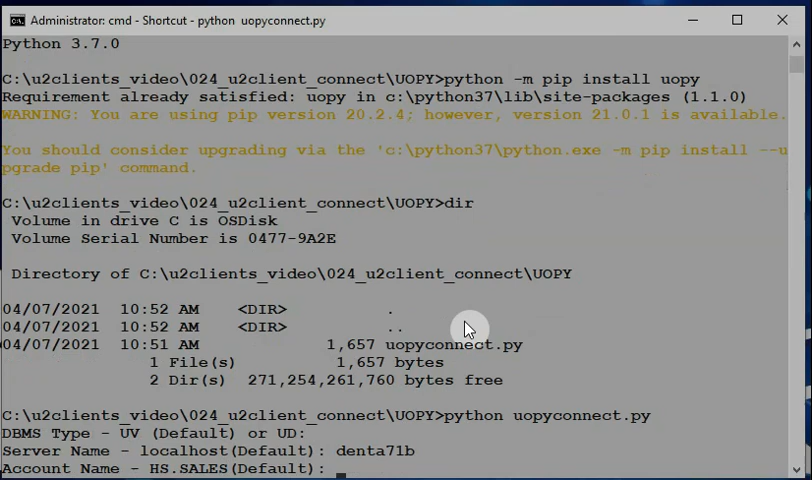 Administrator: cmd - Shortcut - python  uopyconnect.py
Python 3.7.0
C:\u2clients_video\024_u2client_connect\UOPY>python -m pip install uopy
Requirement already satisfied: uopy in c:\python37\lib\site-packages (1.1.0)
WARNING: You are using pip version 20.2.4; however, version 21.0.1 is available.
You should consider upgrading via the 'c:\python37\python.exe -m pip install --u
pgrade pip' command.
C:\u2clients_video\024_u2client_connect\UOPY>dir
 Volume in drive C is OSDisk
 Volume Serial Number is 0477-9A2E
 Directory of C:\u2clients_video\024_u2client_connect\UOPY
04/07/2021  10:52 AM    <DIR>          .
04/07/2021  10:52 AM    <DIR>          ..
04/07/2021  10:51 AM             1,657 uopyconnect.py
               1 File(s)          1,657 bytes
               2 Dir(s)  271,254,261,760 bytes free
C:\u2clients_video\024_u2client_connect\UOPY>python uopyconnect.py
DBMS Type - UV (Default) or UD:
Server Name - localhost(Default): denta71b
Account Name - HS.SALES(Default):